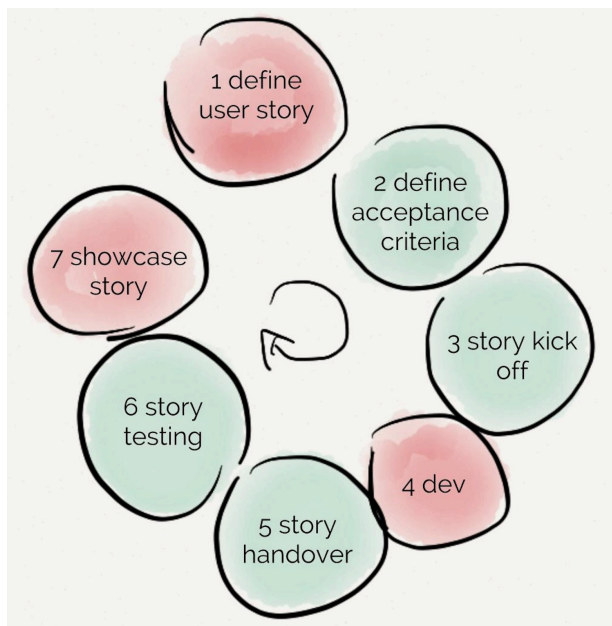 1 define
user story
2 define
acceptance
criteria
3 story kick
off
4 dev
5 story
handover
6 story
testing
7 showcase
story